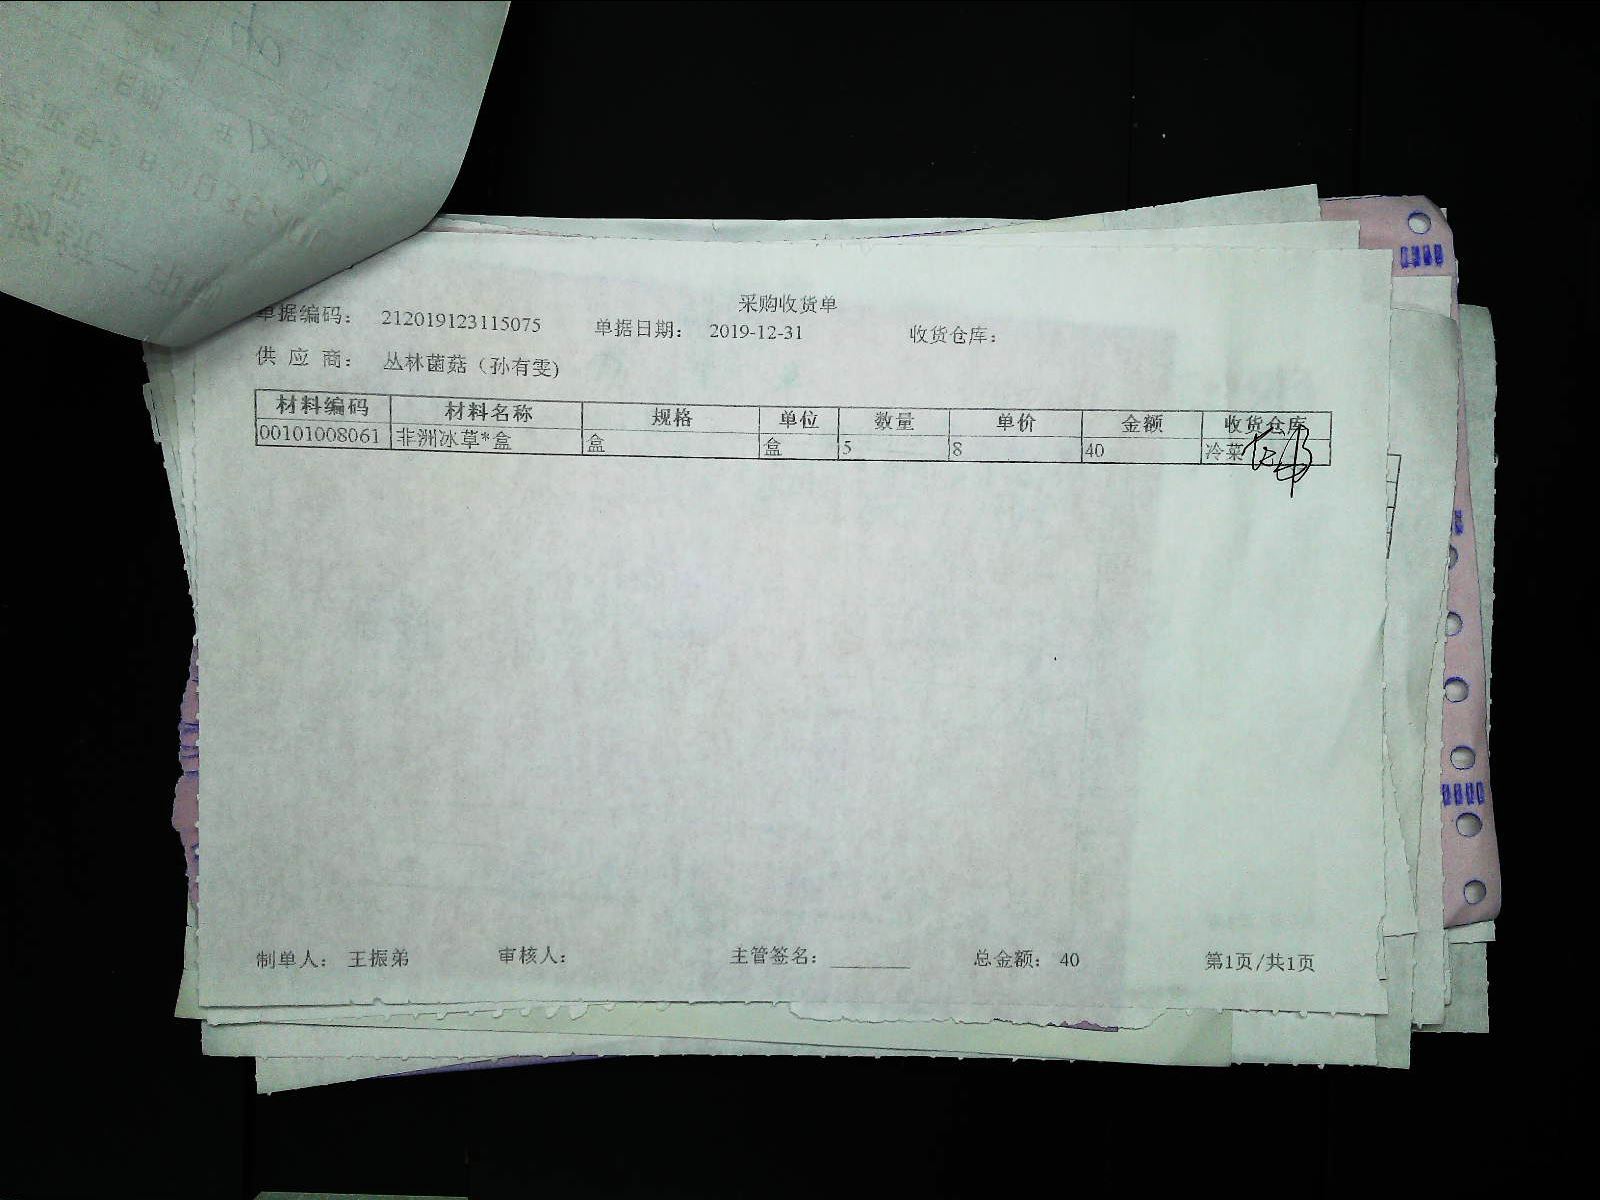 采购收货单
单据编码： 212019123115075 单据日期： 2019-12-31 收货仓库：
供 应 商： 丛林菌菇（孙有雯)
材料编码 材料名称 规格 单位 数量 单价 金额 收货仓库
00101008061 非洲冰草*盒 盒 盒 5 8 40 冷菜
制单人： 王振弟 审核人： 主管签名： 总金额： 40 第1页/共1页